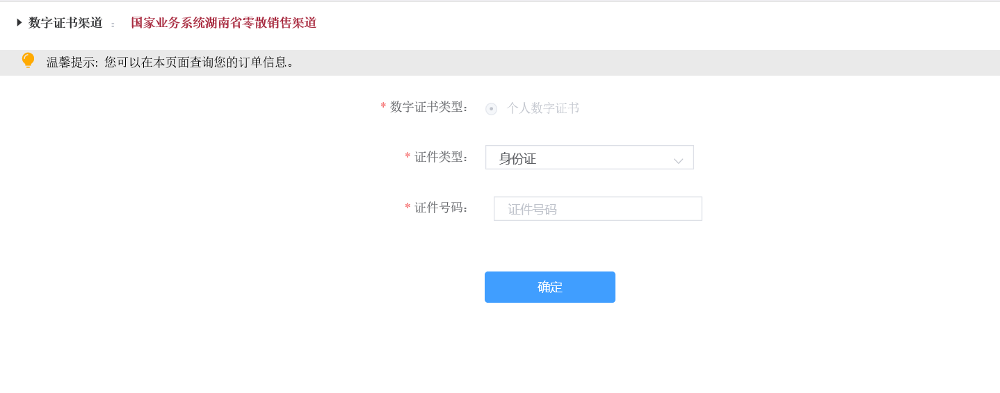 数字证书渠道 : 国家业务系统湖南省零散销售渠道
温馨提示: 您可以在本页面查询您的订单信息。
* 数字证书类型: 个人数字证书
* 证件类型: 身份证
* 证件号码: 证件号码
确定